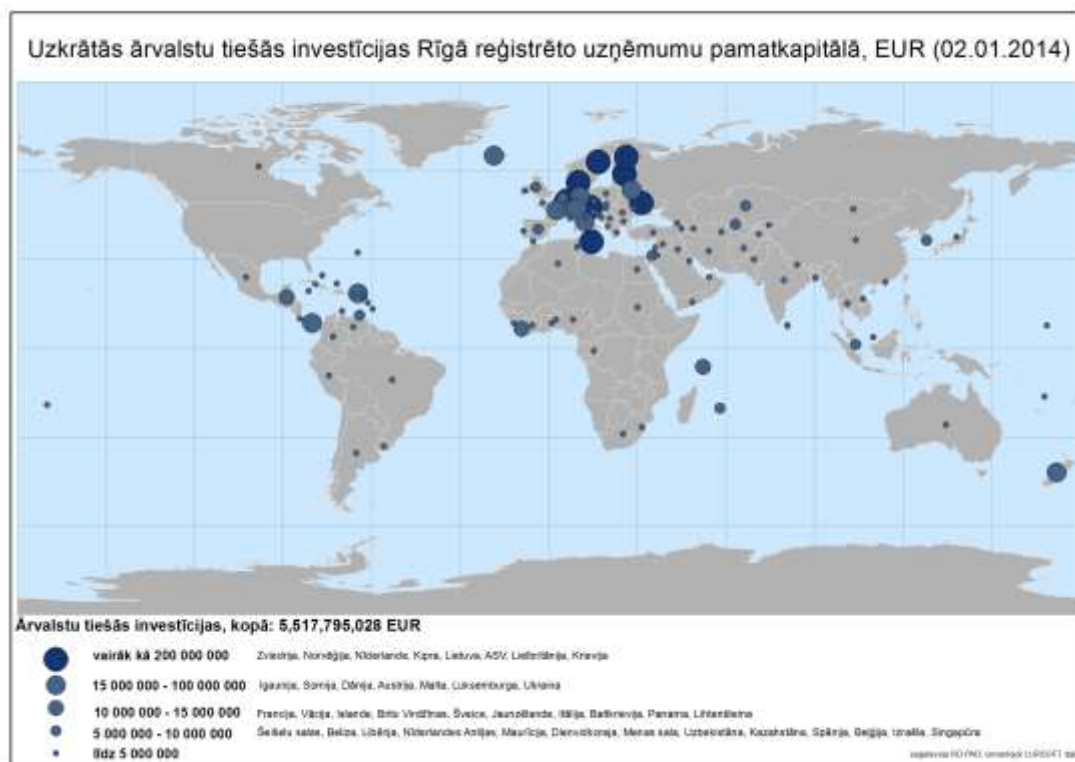 Uzkrātās ārvalstu tiešās investīcijas Rīgā reģistrēto uzņēmumu pamatkapitālā, EUR (02.01.2014)
Ārvalstu tiešās investīcijas, kopā: 5,517,795,028 EUR
vairāk kā 200 000 000 Zviedrija, Norvēģija, Nīderlande, Kipra, Lietuva, ASV, Lielbritānija, Krievija
15 000 000 - 100 000 000 Igaunija, Somija, Dānija, Austrija, Malta, Luksemburga, Ukraina
10 000 000 - 15 000 000 Francija, Vācija, Islande, Britu Virdžīnas, Šveice, Jaunzēlande, Itālija, Baltkrievija, Panama, Lihtenšteina
5 000 000 - 10 000 000 Seišelu salas, Beliza, Libērija, Nīderlandes Antiļas, Maurīcija, Dienvidkoreja, Menas sala, Uzbekistāna, Kazahstāna, Spānija, Beļģija, Izraēla, Singapūra
līdz 5 000 000